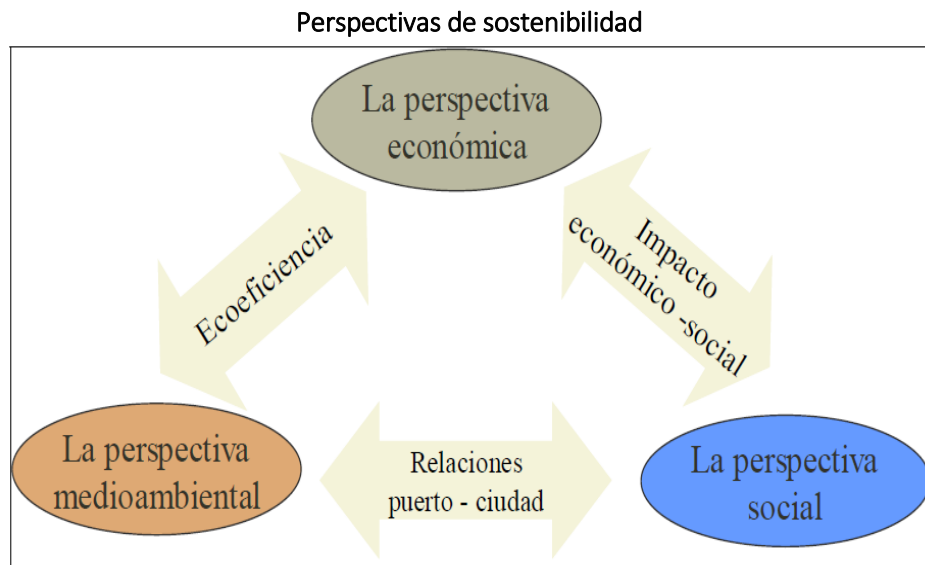 Perspectivas de sostenibilidad
La perspectiva
económica
Ecoeficiencia
Impacto
económico -social
La perspectiva
medioambiental
Relaciones
puerto - ciudad
La perspectiva
social